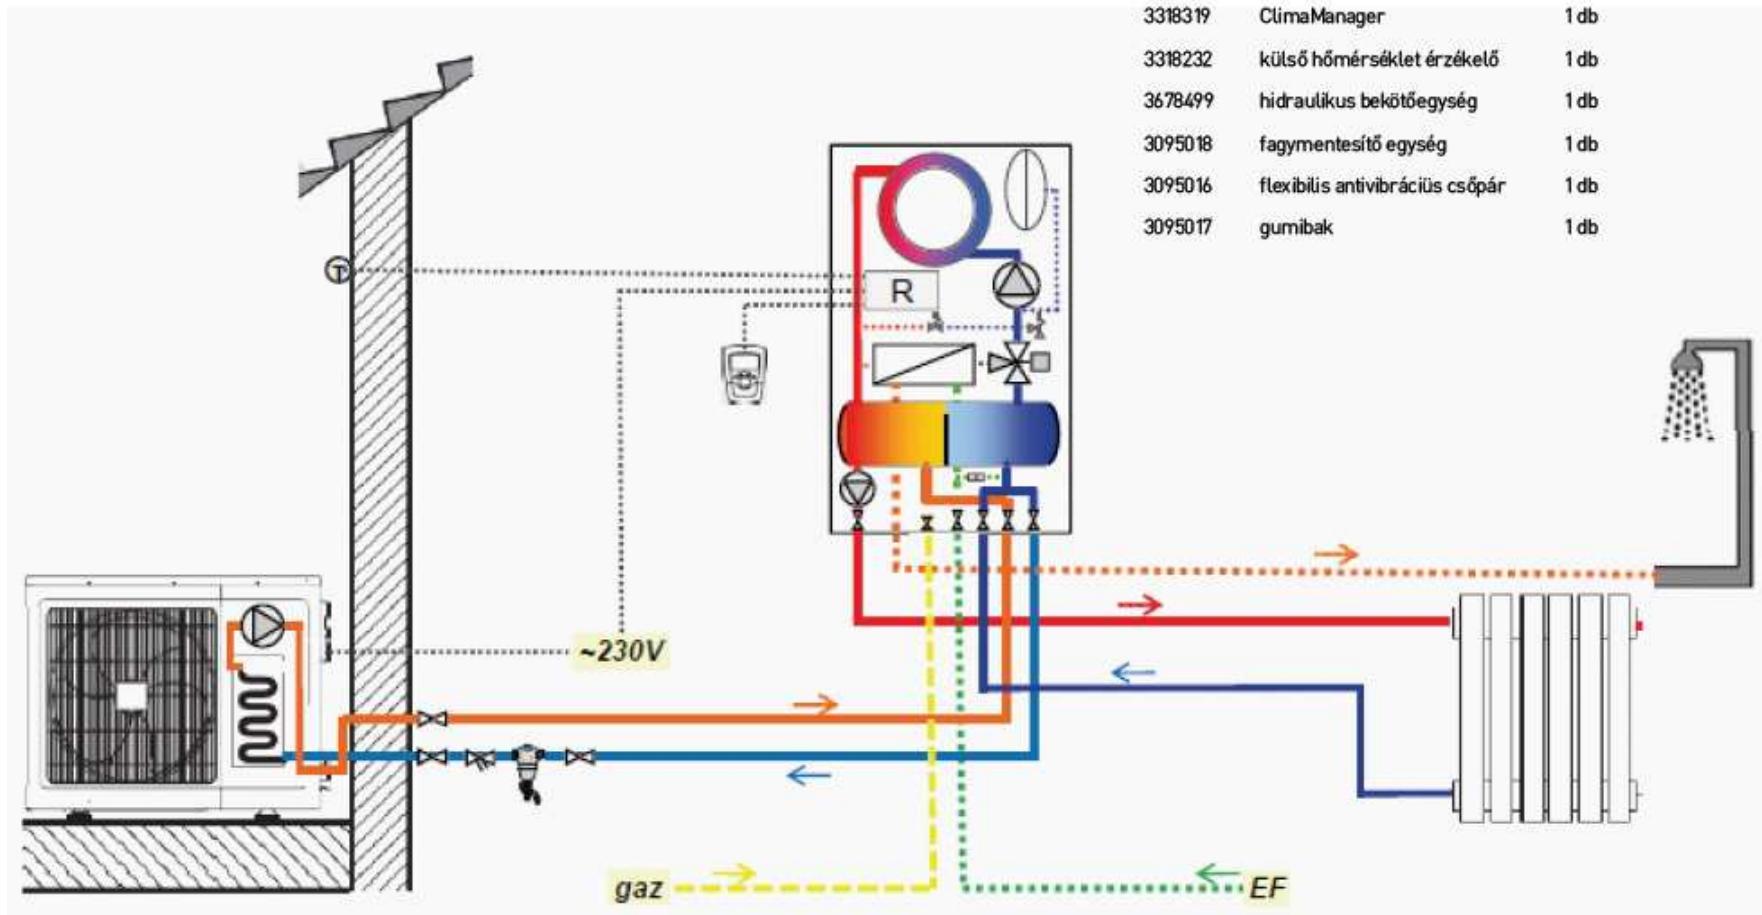 3318319 ClimaManager 1 db
3318232 külső hőmérséklet érzékelő 1 db
3678499 hidraulikus bekötőegység 1 db
3095018 fagymentesítő egység 1 db
3095016 flexibilis antivibráciüs csőpár 1 db
3095017 gumibak 1 db
T
R
~230V
gaz
EF